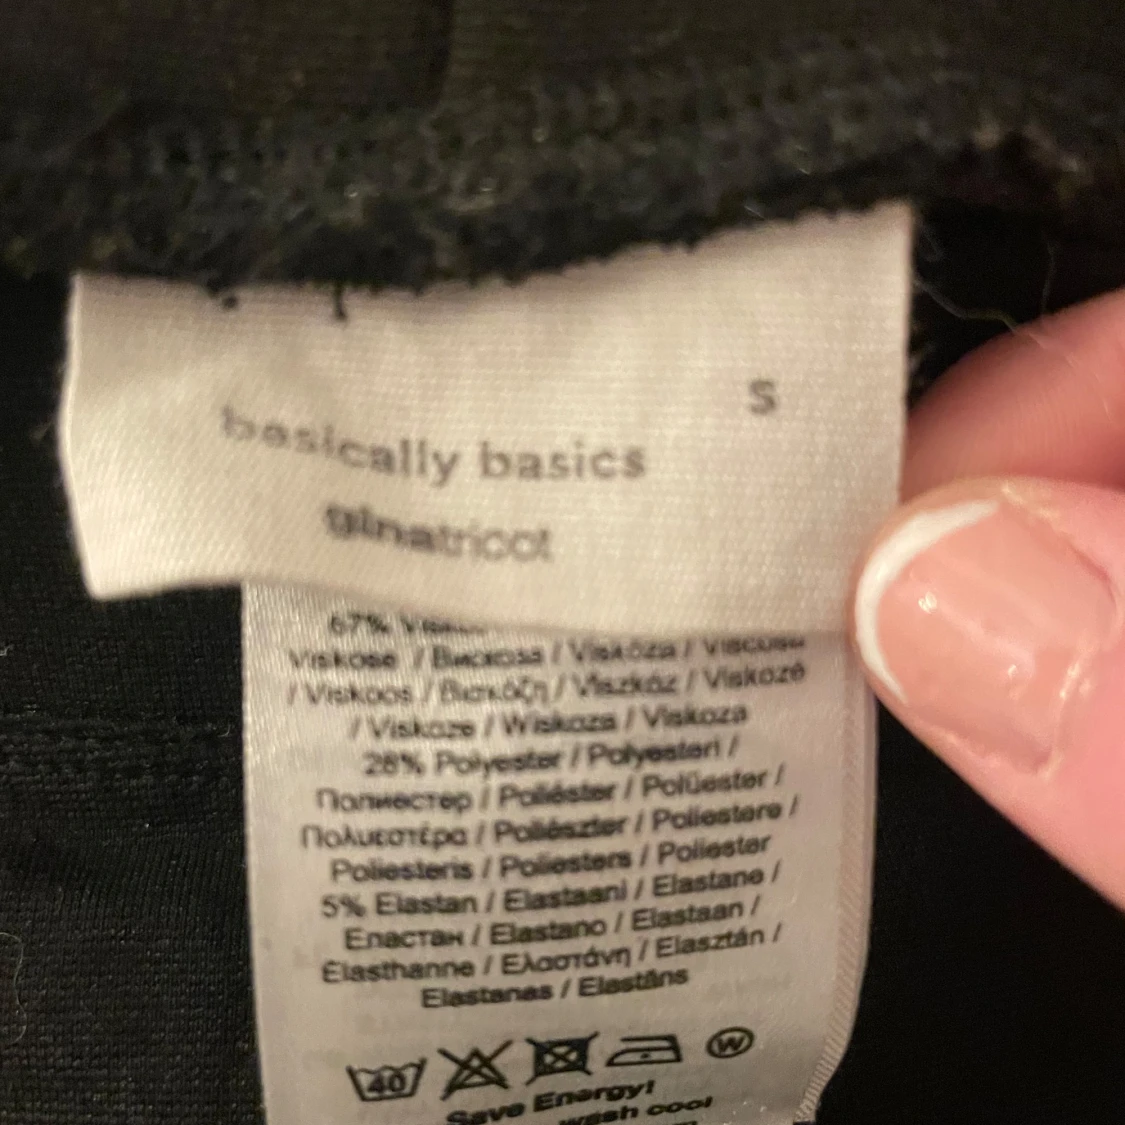 S
basically basics
ginatricot
67%
Viskose / Вискоза / Viskóza / Viscosa
/ Viskoos / Βισκόζη / Viszkóz / Viskozė
/ Viskoze / Wiskoza / Viskoza
28% Polyester / Polyesteri /
Полиестер / Poliéster / Polüester /
Πολυεστέρα / Poliészter / Poliestere /
Poliesteris / Poliesters / Poliester
5% Elastan / Elastaani / Elastane /
Еластан / Elastano / Elastaan /
Élasthanne / Ελαστάνη / Elasztán /
Elastanas / Elastāns
40
W
Save Energy!
wash cool